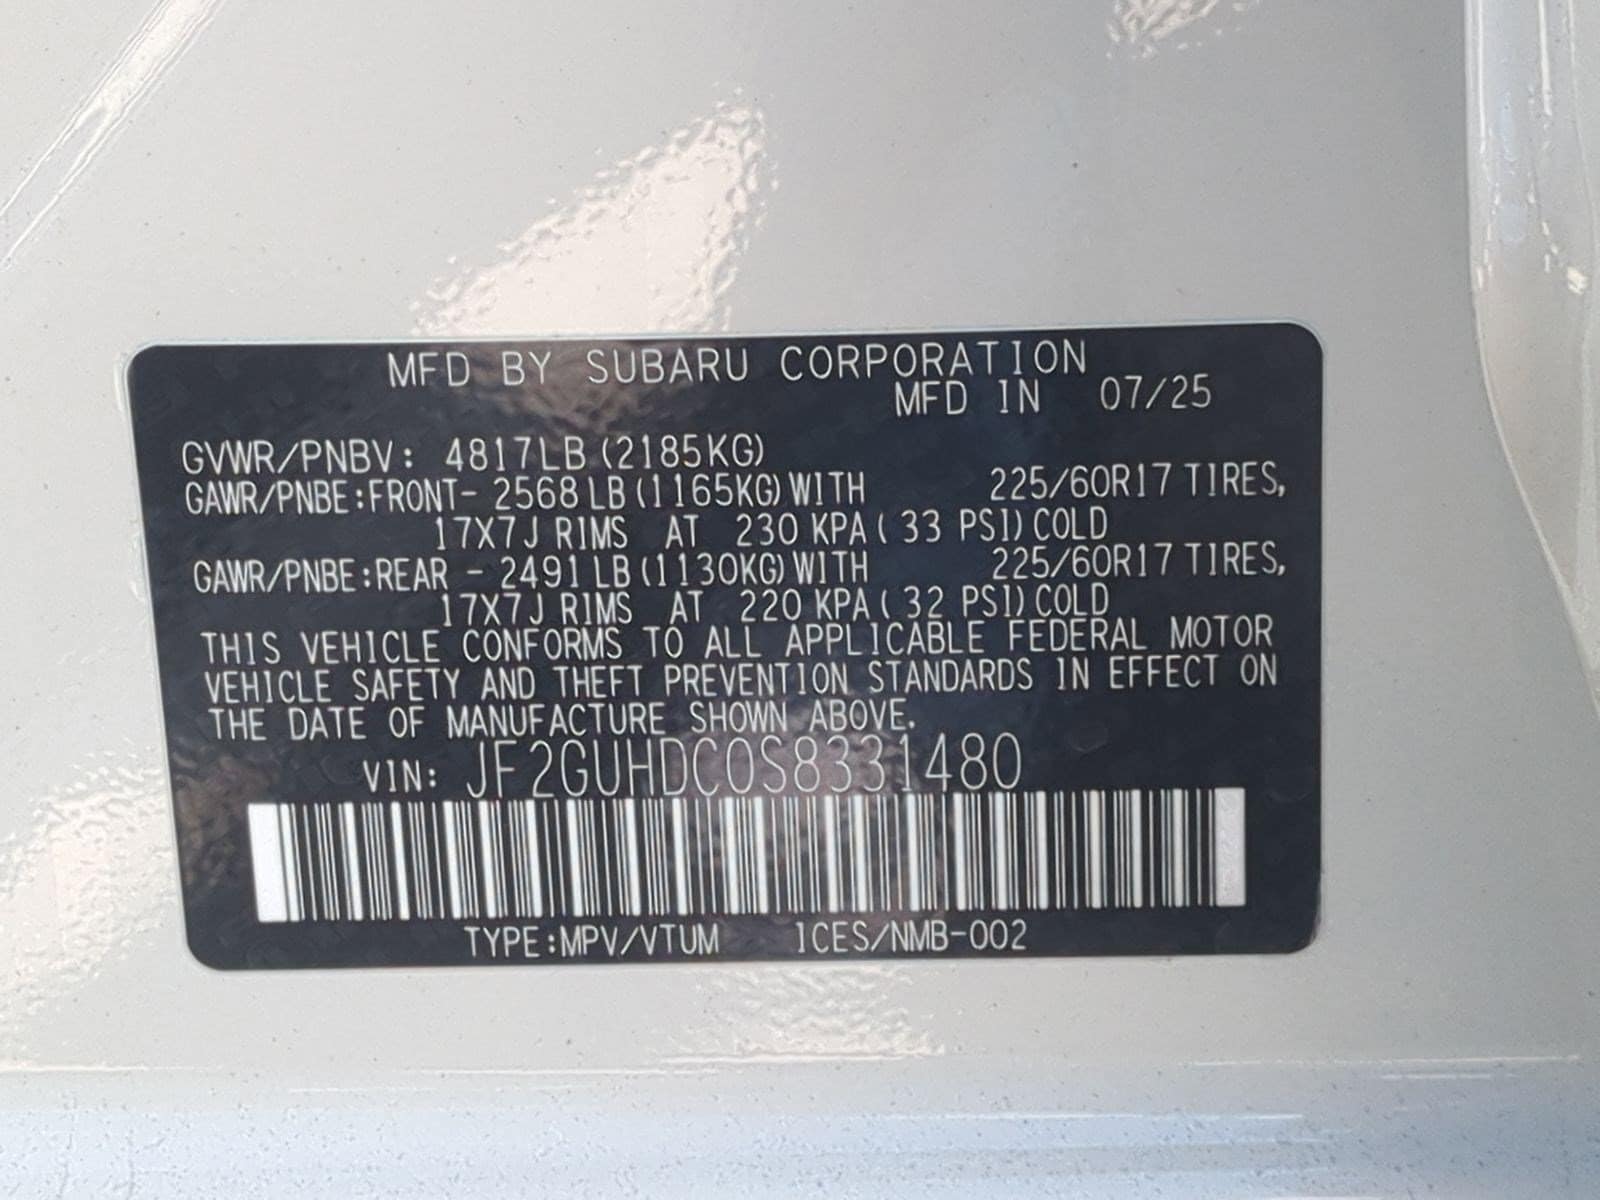 MFD BY SUBARU CORPORATION
MFD IN 07/25
GVWR/PNBV: 4817LB (2185KG)
GAWR/PNBE:FRONT- 2568 LB (1165KG) WITH 225/60R17 TIRES,
17X7J RIMS AT 230 KPA ( 33 PSI) COLD
GAWR/PNBE:REAR - 2491 LB (1130KG) WITH 225/60R17 TIRES,
17X7J RIMS AT 220 KPA ( 32 PSI) COLD
THIS VEHICLE CONFORMS TO ALL APPLICABLE FEDERAL MOTOR
VEHICLE SAFETY AND THEFT PREVENTION STANDARDS IN EFFECT ON
THE DATE OF MANUFACTURE SHOWN ABOVE.
VIN: JF2GUHDC0S8331480
TYPE:MPV/VTUM ICES/NMB-002